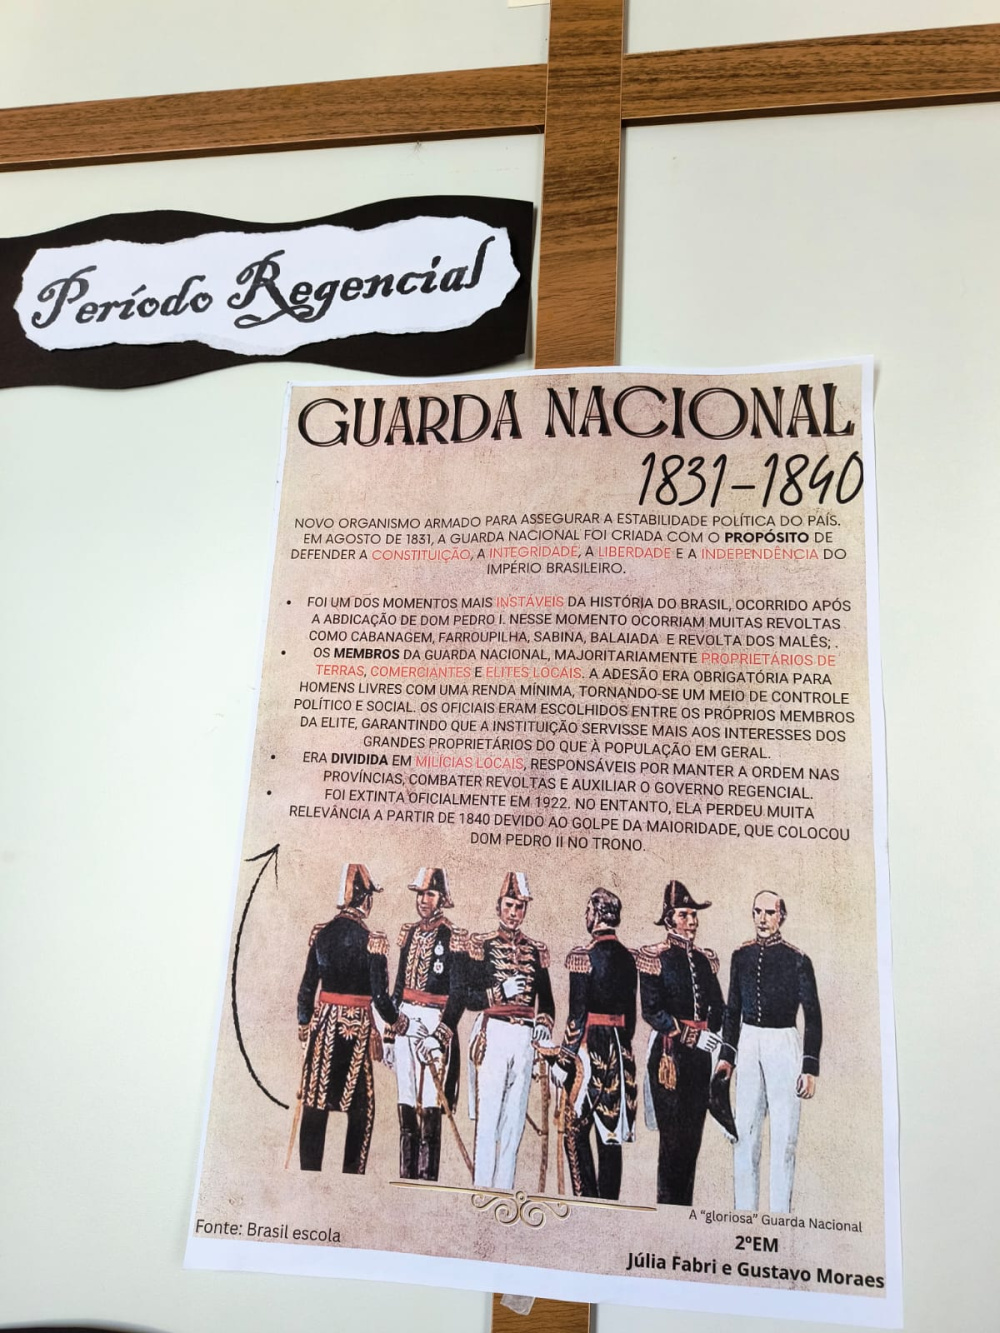 Período Regencial
GUARDA NACIONAL
1831-1840
NOVO ORGANISMO ARMADO PARA ASSEGURAR A ESTABILIDADE POLÍTICA DO PAÍS.
EM AGOSTO DE 1831, A GUARDA NACIONAL FOI CRIADA COM O PROPÓSITO DE
DEFENDER A CONSTITUIÇÃO, A INTEGRIDADE, A LIBERDADE E A INDEPENDÊNCIA DO
IMPÉRIO BRASILEIRO.
• FOI UM DOS MOMENTOS MAIS INSTÁVEIS DA HISTÓRIA DO BRASIL, OCORRIDO APÓS
A ABDICAÇÃO DE DOM PEDRO I. NESSE MOMENTO OCORRIAM MUITAS REVOLTAS
COMO CABANAGEM, FARROUPILHA, SABINA, BALAIADA E REVOLTA DOS MALÊS; .
• OS MEMBROS DA GUARDA NACIONAL, MAJORITARIAMENTE PROPRIETÁRIOS DE
TERRAS, COMERCIANTES E ELITES LOCAIS. A ADESÃO ERA OBRIGATÓRIA PARA
HOMENS LIVRES COM UMA RENDA MÍNIMA, TORNANDO-SE UM MEIO DE CONTROLE
POLÍTICO E SOCIAL. OS OFICIAIS ERAM ESCOLHIDOS ENTRE OS PRÓPRIOS MEMBROS
DA ELITE, GARANTINDO QUE A INSTITUIÇÃO SERVISSE MAIS AOS INTERESSES DOS
GRANDES PROPRIETÁRIOS DO QUE À POPULAÇÃO EM GERAL.
• ERA DIVIDIDA EM MILÍCIAS LOCAIS, RESPONSÁVEIS POR MANTER A ORDEM NAS
PROVÍNCIAS, COMBATER REVOLTAS E AUXILIAR O GOVERNO REGENCIAL.
• FOI EXTINTA OFICIALMENTE EM 1922. NO ENTANTO, ELA PERDEU MUITA
RELEVÂNCIA A PARTIR DE 1840 DEVIDO AO GOLPE DA MAIORIDADE, QUE COLOCOU
DOM PEDRO II NO TRONO.
A "gloriosa" Guarda Nacional
Fonte: Brasil escola
2ºEM
Júlia Fabri e Gustavo Moraes